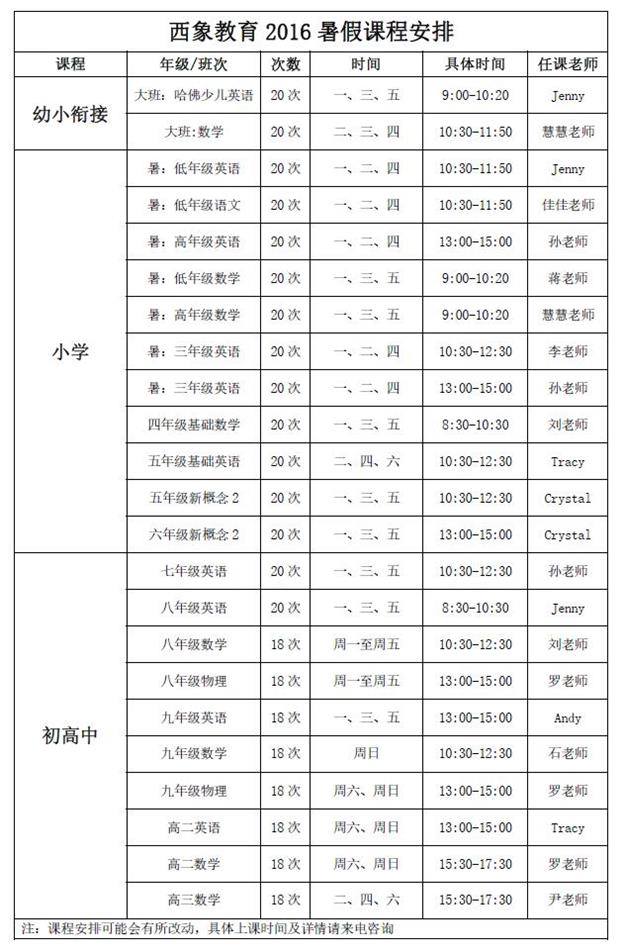 西象教育 2016 暑假课程安排
课程 年级/班次 次数 时间 具体时间 任课老师
幼小衔接
大班：哈佛少儿英语 20 次 一、三、五 9:00-10:20 Jenny
大班:数学 20 次 二、三、四 10:30-11:50 慧慧老师
小学
暑：低年级英语 20 次 一、二、四 10:30-11:50 Jenny
暑：低年级语文 20 次 一、二、四 10:30-11:50 佳佳老师
暑：高年级英语 20 次 一、二、四 13:00-15:00 孙老师
暑：低年级数学 20 次 一、三、五 9:00-10:20 蒋老师
暑：高年级数学 20 次 一、三、五 9:00-10:20 慧慧老师
暑：三年级英语 20 次 一、二、四 10:30-12:30 李老师
暑：三年级英语 20 次 一、二、四 13:00-15:00 孙老师
四年级基础数学 20 次 一、三、五 8:30-10:30 刘老师
五年级基础英语 20 次 二、四、六 10:30-12:30 Tracy
五年级新概念 2 20 次 一、三、五 10:30-12:30 Crystal
六年级新概念 2 20 次 一、三、五 13:00-15:00 Crystal
初高中
七年级英语 20 次 一、三、五 10:30-12:30 孙老师
八年级英语 20 次 一、三、五 8:30-10:30 Jenny
八年级数学 18 次 周一至周五 10:30-12:30 刘老师
八年级物理 18 次 周一至周五 13:00-15:00 罗老师
九年级英语 18 次 一、三、五 13:00-15:00 Andy
九年级数学 18 次 周日 10:30-12:30 石老师
九年级物理 18 次 周六、周日 13:00-15:00 罗老师
高二英语 18 次 周六、周日 13:00-15:00 Tracy
高二数学 18 次 周六、周日 15:30-17:30 罗老师
高三数学 18 次 二、四、六 15:30-17:30 尹老师
注：课程安排可能会有所改动，具体上课时间及详情请来电咨询